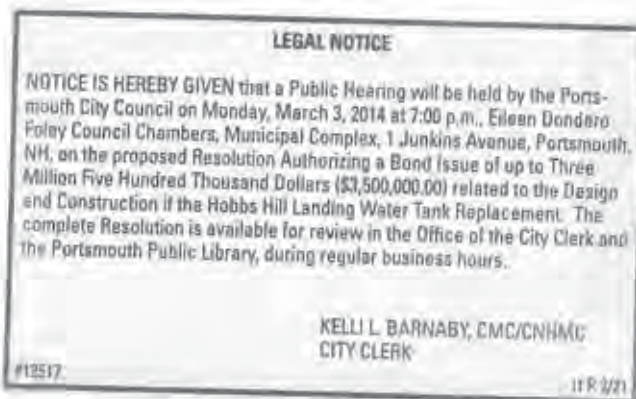 LEGAL NOTICE
NOTICE IS HEREBY GIVEN that a Public Hearing will be held by the Ports-
mouth City Council on Monday, March 3, 2014 at 7:00 p.m., Eileen Dondero
Foley Council Chambers, Municipal Complex, 1 Junkins Avenue, Portsmouth,
NH, on the proposed Resolution Authorizing a Bond Issue of up to Three
Million Five Hundred Thousand Dollars ($3,500,000.00) related to the Design
and Construction if the Hobbs Hill Landing Water Tank Replacement. The
complete Resolution is available for review in the Office of the City Clerk and
the Portsmouth Public Library, during regular business hours.
KELLI L. BARNABY, CMC/CNHMC
CITY CLERK
#12517
2/21